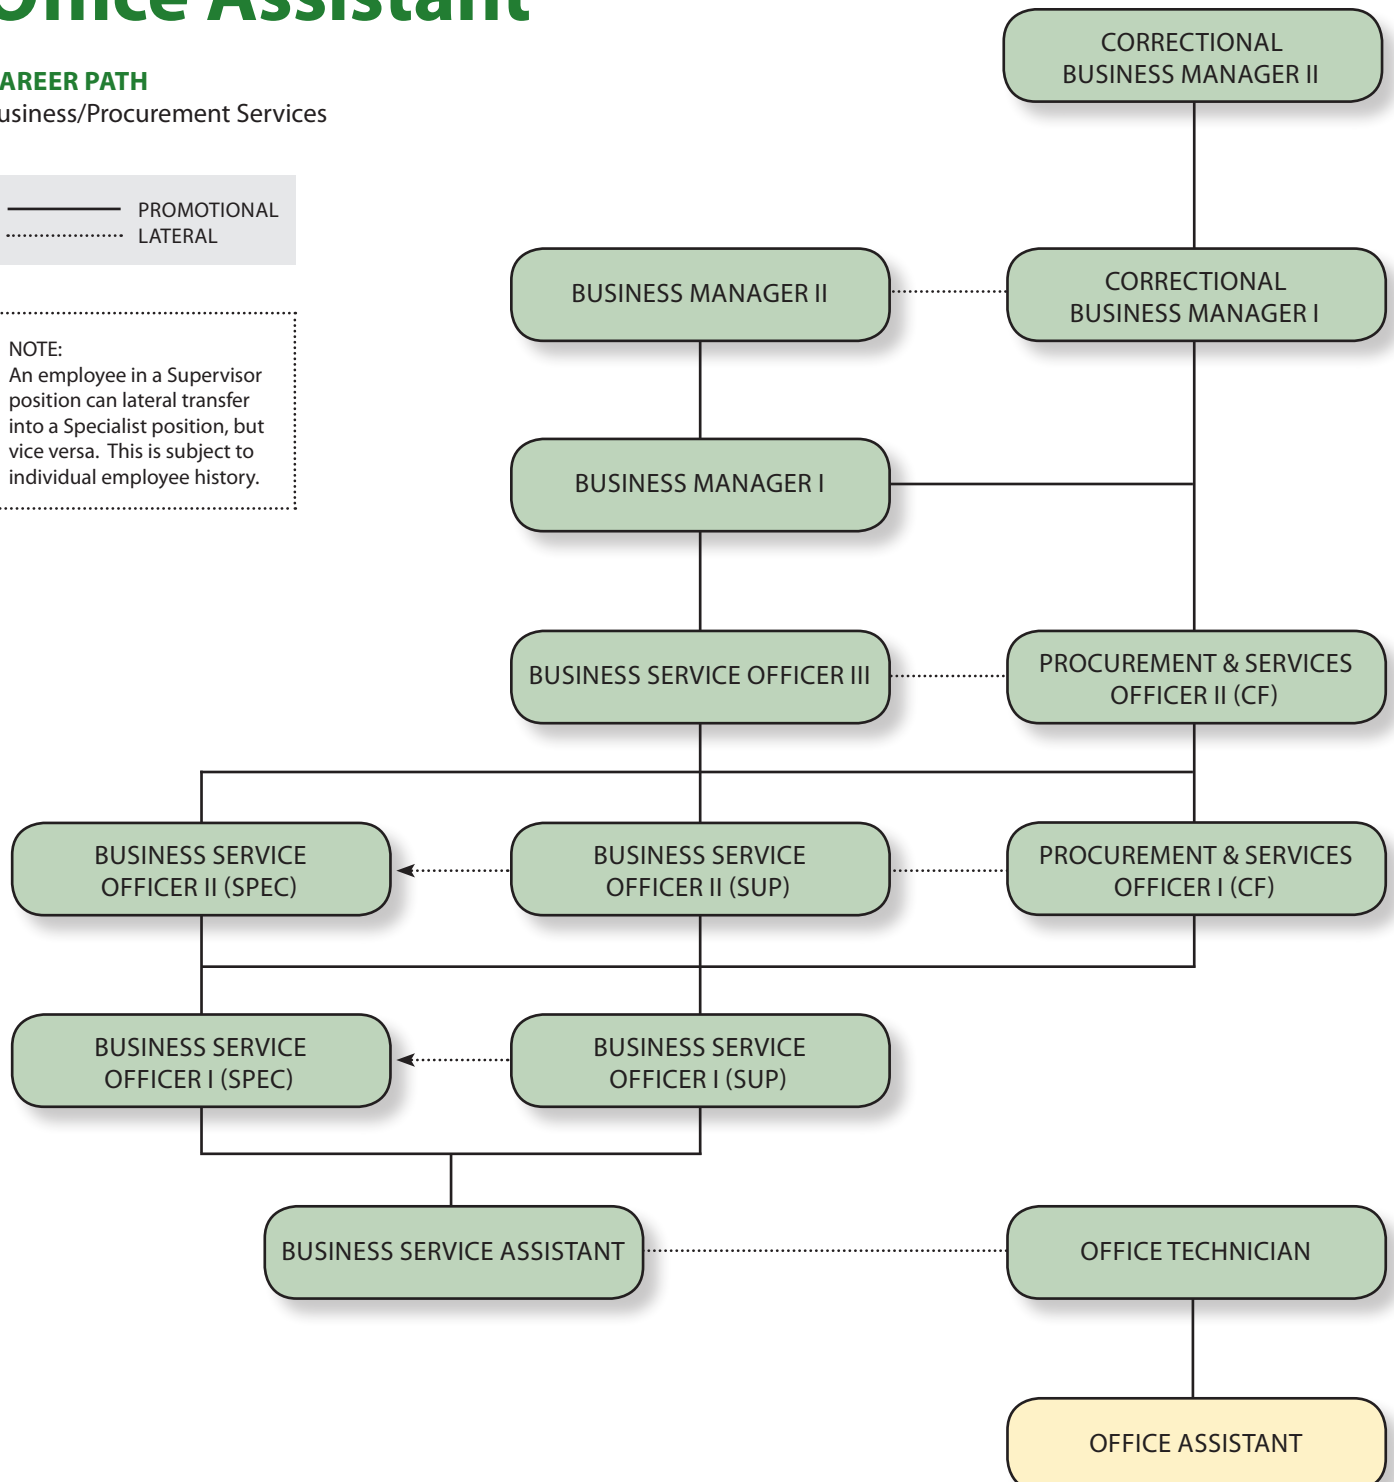 Office Assistant
AREER PATH
usiness/Procurement Services
PROMOTIONAL
LATERAL
NOTE:
An employee in a Supervisor
position can lateral transfer
into a Specialist position, but
vice versa. This is subject to
individual employee history.
CORRECTIONAL
BUSINESS MANAGER II
BUSINESS MANAGER II
CORRECTIONAL
BUSINESS MANAGER I
BUSINESS MANAGER I
BUSINESS SERVICE OFFICER III
PROCUREMENT & SERVICES
OFFICER II (CF)
BUSINESS SERVICE
OFFICER II (SPEC)
BUSINESS SERVICE
OFFICER II (SUP)
PROCUREMENT & SERVICES
OFFICER I (CF)
BUSINESS SERVICE
OFFICER I (SPEC)
BUSINESS SERVICE
OFFICER I (SUP)
BUSINESS SERVICE ASSISTANT
OFFICE TECHNICIAN
OFFICE ASSISTANT